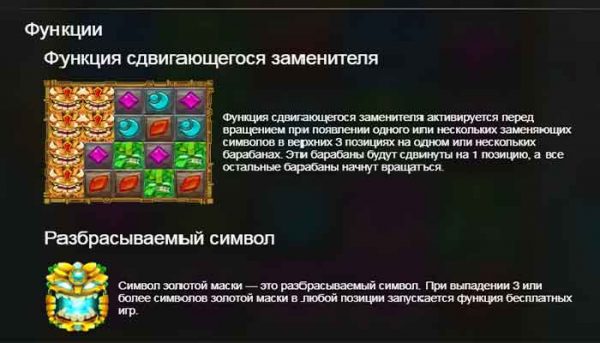 Функции
Функция сдвигающегося заменителя
Функция сдвигающегося заменителя активируется перед
вращением при появлении одного или нескольких заменяющих
символов в верхних 3 позициях на одном или нескольких
барабанах. Эти барабаны будут сдвинуты на 1 позицию, а все
остальные барабаны начнут вращаться.
Разбрасываемый символ
Символ золотой маски — это разбрасываемый символ. При выпадении 3 или
более символов золотой маски в любой позиции запускается функция бесплатных
игр.